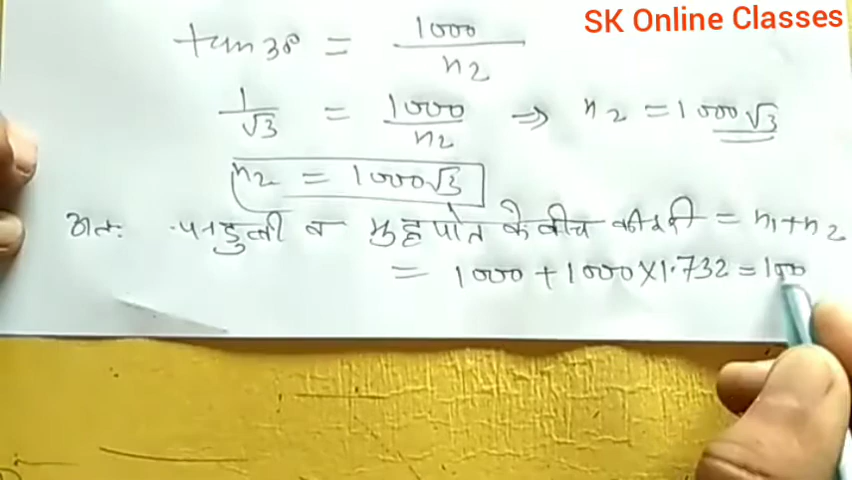 SK Online Classes
tan 30° = 1000/x2
1/√3 = 1000/x2 ⇒ x2 = 1000√3
x2 = 1000√3
अतः पनडुब्बी व युद्धपोत के बीच की दूरी = x1 + x2
= 1000 + 1000 × 1.732 = 100